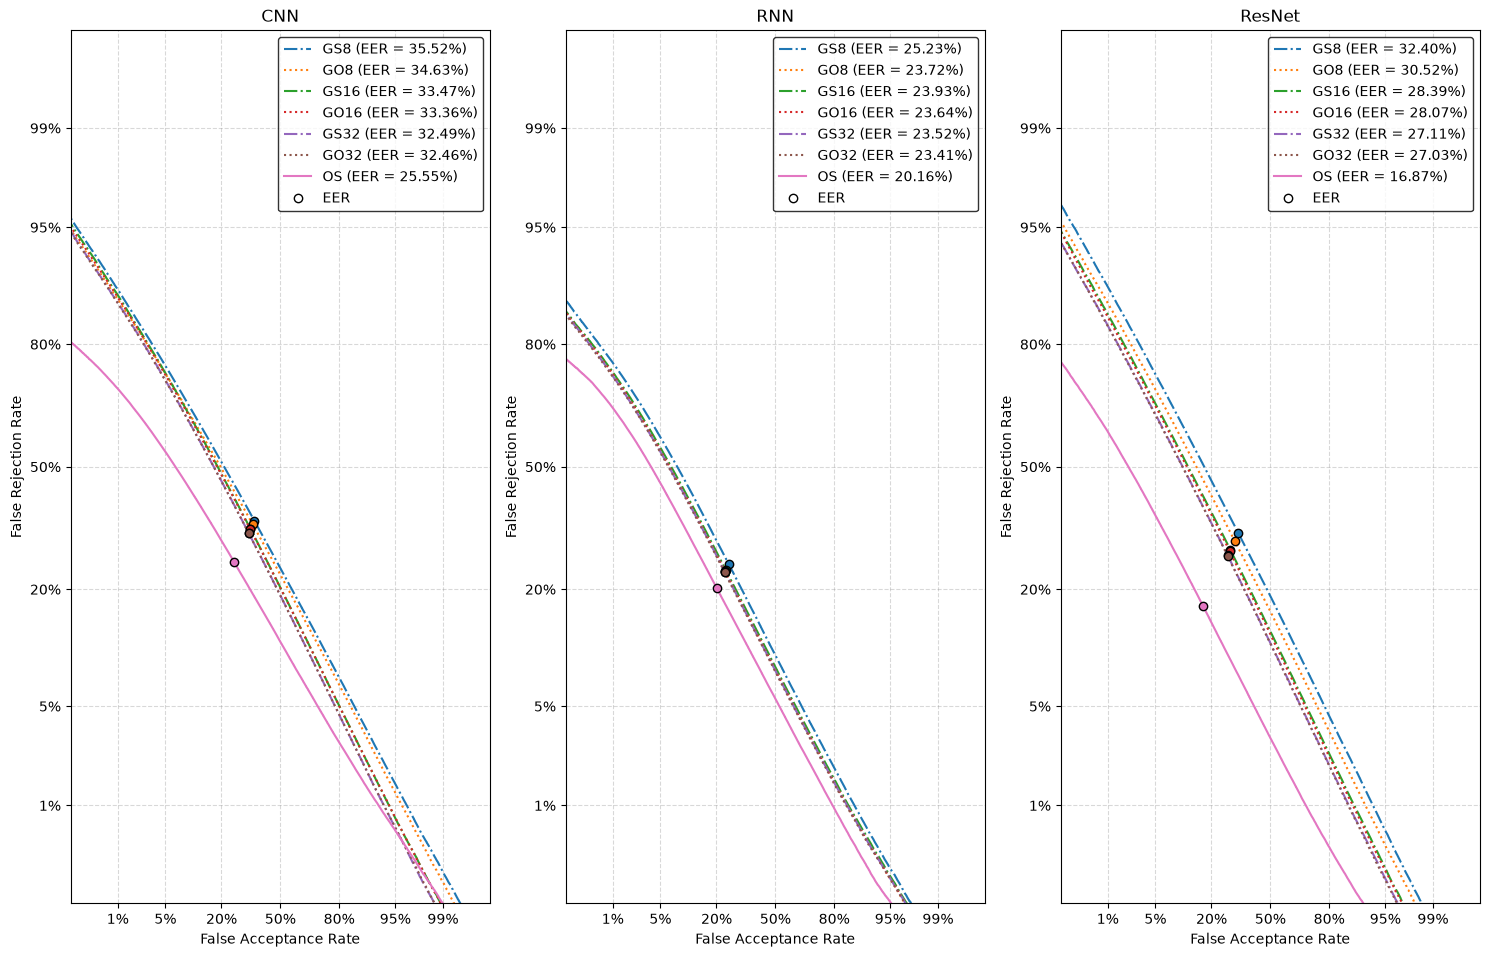 CNN
GS8 (EER = 35.52%)
GO8 (EER = 34.63%)
GS16 (EER = 33.47%)
GO16 (EER = 33.36%)
GS32 (EER = 32.49%)
GO32 (EER = 32.46%)
OS (EER = 25.55%)
EER
99%
95%
80%
50%
20%
5%
1%
False Rejection Rate
1%
5%
20%
50%
80%
95%
99%
False Acceptance Rate
RNN
GS8 (EER = 25.23%)
GO8 (EER = 23.72%)
GS16 (EER = 23.93%)
GO16 (EER = 23.64%)
GS32 (EER = 23.52%)
GO32 (EER = 23.41%)
OS (EER = 20.16%)
EER
99%
95%
80%
50%
20%
5%
1%
False Rejection Rate
1%
5%
20%
50%
80%
95%
99%
False Acceptance Rate
ResNet
GS8 (EER = 32.40%)
GO8 (EER = 30.52%)
GS16 (EER = 28.39%)
GO16 (EER = 28.07%)
GS32 (EER = 27.11%)
GO32 (EER = 27.03%)
OS (EER = 16.87%)
EER
99%
95%
80%
50%
20%
5%
1%
False Rejection Rate
1%
5%
20%
50%
80%
95%
99%
False Acceptance Rate